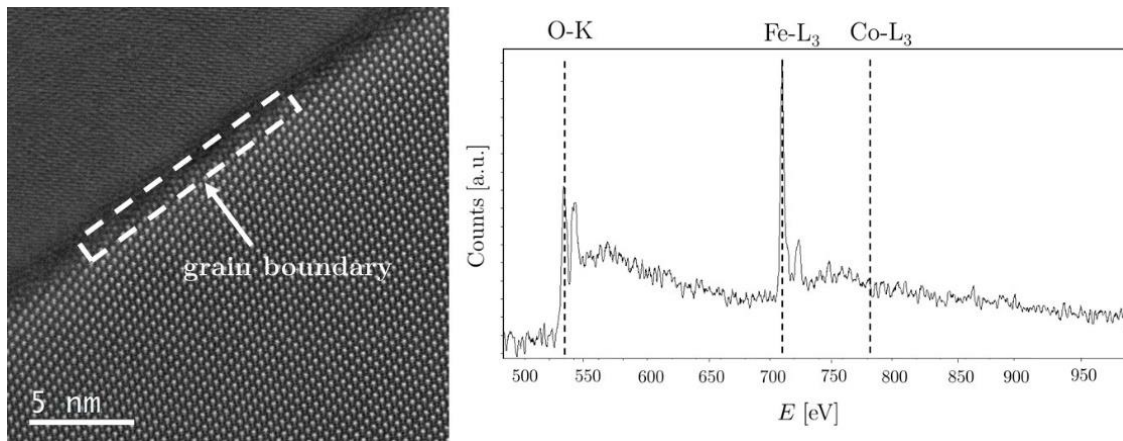 grain boundary
5 nm
O-K Fe-L₃ Co-L₃
Counts [a.u.]
500 550 600 650 700 750 800 850 900 950
E [eV]